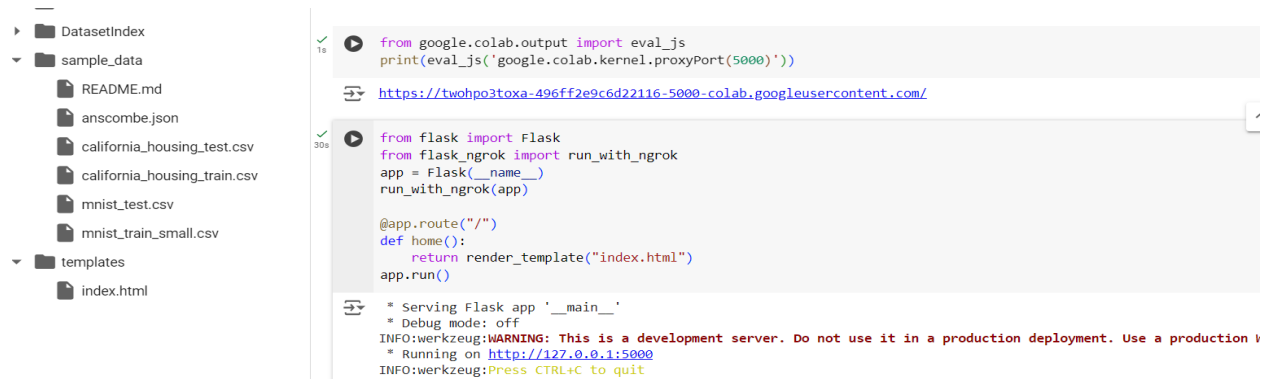 DatasetIndex
sample_data
README.md
anscombe.json
california_housing_test.csv
california_housing_train.csv
mnist_test.csv
mnist_train_small.csv
templates
index.html
1s
from google.colab.output import eval_js
print(eval_js('google.colab.kernel.proxyPort(5000)'))
https://twohpo3toxa-496ff2e9c6d22116-5000-colab.googleusercontent.com/
30s
from flask import Flask
from flask_ngrok import run_with_ngrok
app = Flask(__name__)
run_with_ngrok(app)
@app.route("/")
def home():
    return render_template("index.html")
app.run()
* Serving Flask app '__main__'
* Debug mode: off
INFO:werkzeug:WARNING: This is a development server. Do not use it in a production deployment. Use a production W
* Running on http://127.0.0.1:5000
INFO:werkzeug:Press CTRL+C to quit